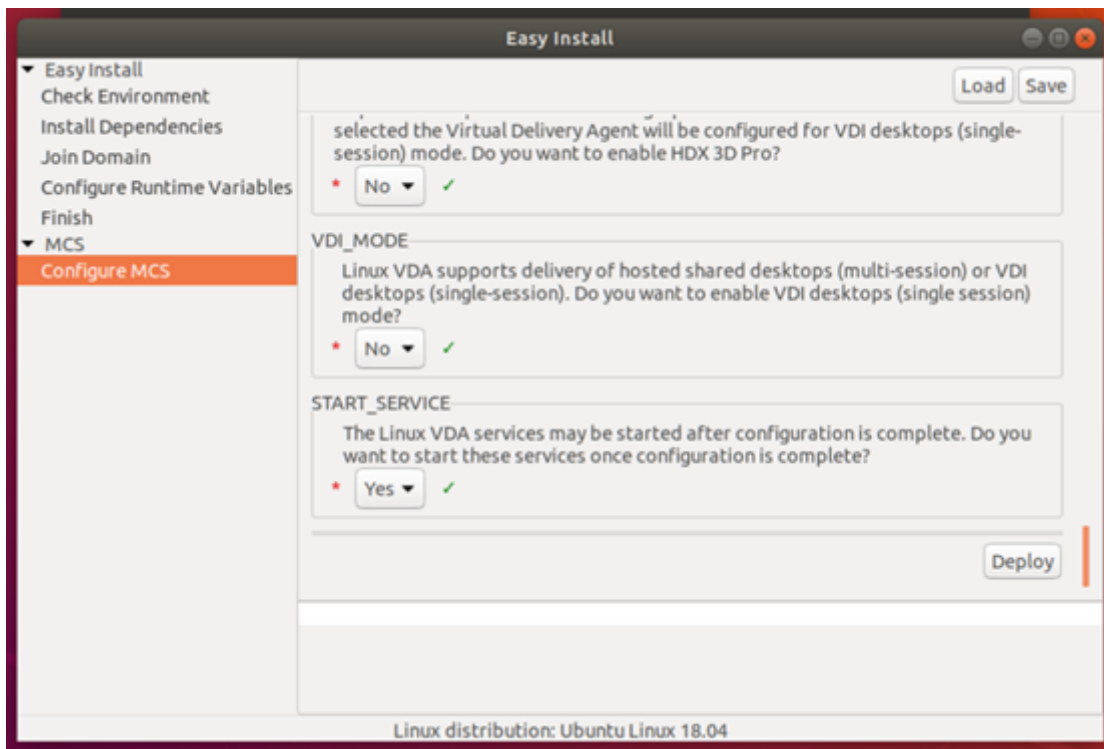 Easy Install
Easy Install
Check Environment
Install Dependencies
Join Domain
Configure Runtime Variables
Finish
MCS
Configure MCS
Load
Save
selected the Virtual Delivery Agent will be configured for VDI desktops (single-
session) mode. Do you want to enable HDX 3D Pro?
* No ✓
VDI_MODE
Linux VDA supports delivery of hosted shared desktops (multi-session) or VDI
desktops (single-session). Do you want to enable VDI desktops (single session)
mode?
* No ✓
START_SERVICE
The Linux VDA services may be started after configuration is complete. Do you
want to start these services once configuration is complete?
* Yes ✓
Deploy
Linux distribution: Ubuntu Linux 18.04